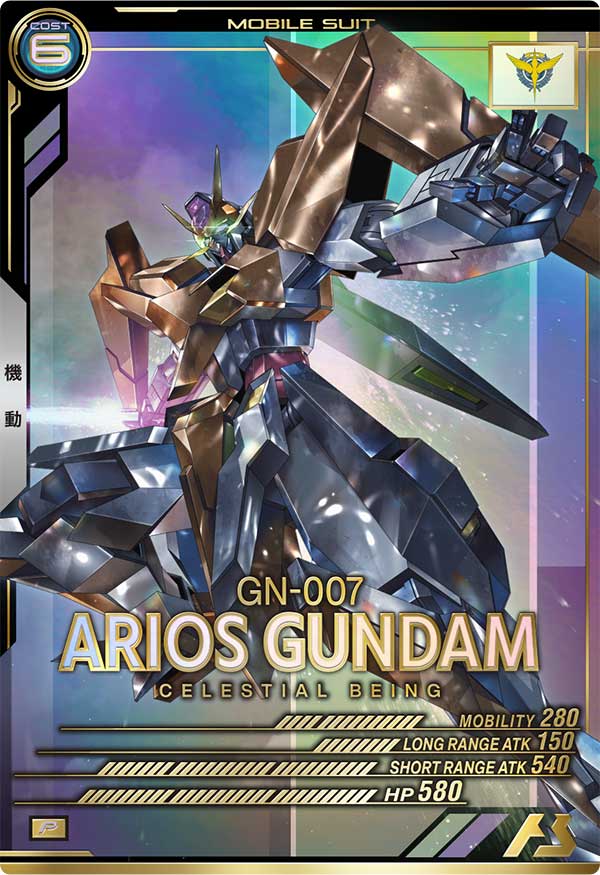 COST
6
MOBILE SUIT
機動
GN-007
ARIOS GUNDAM
CELESTIAL BEING
MOBILITY 280
LONG RANGE ATK 150
SHORT RANGE ATK 540
HP 580
P
AS